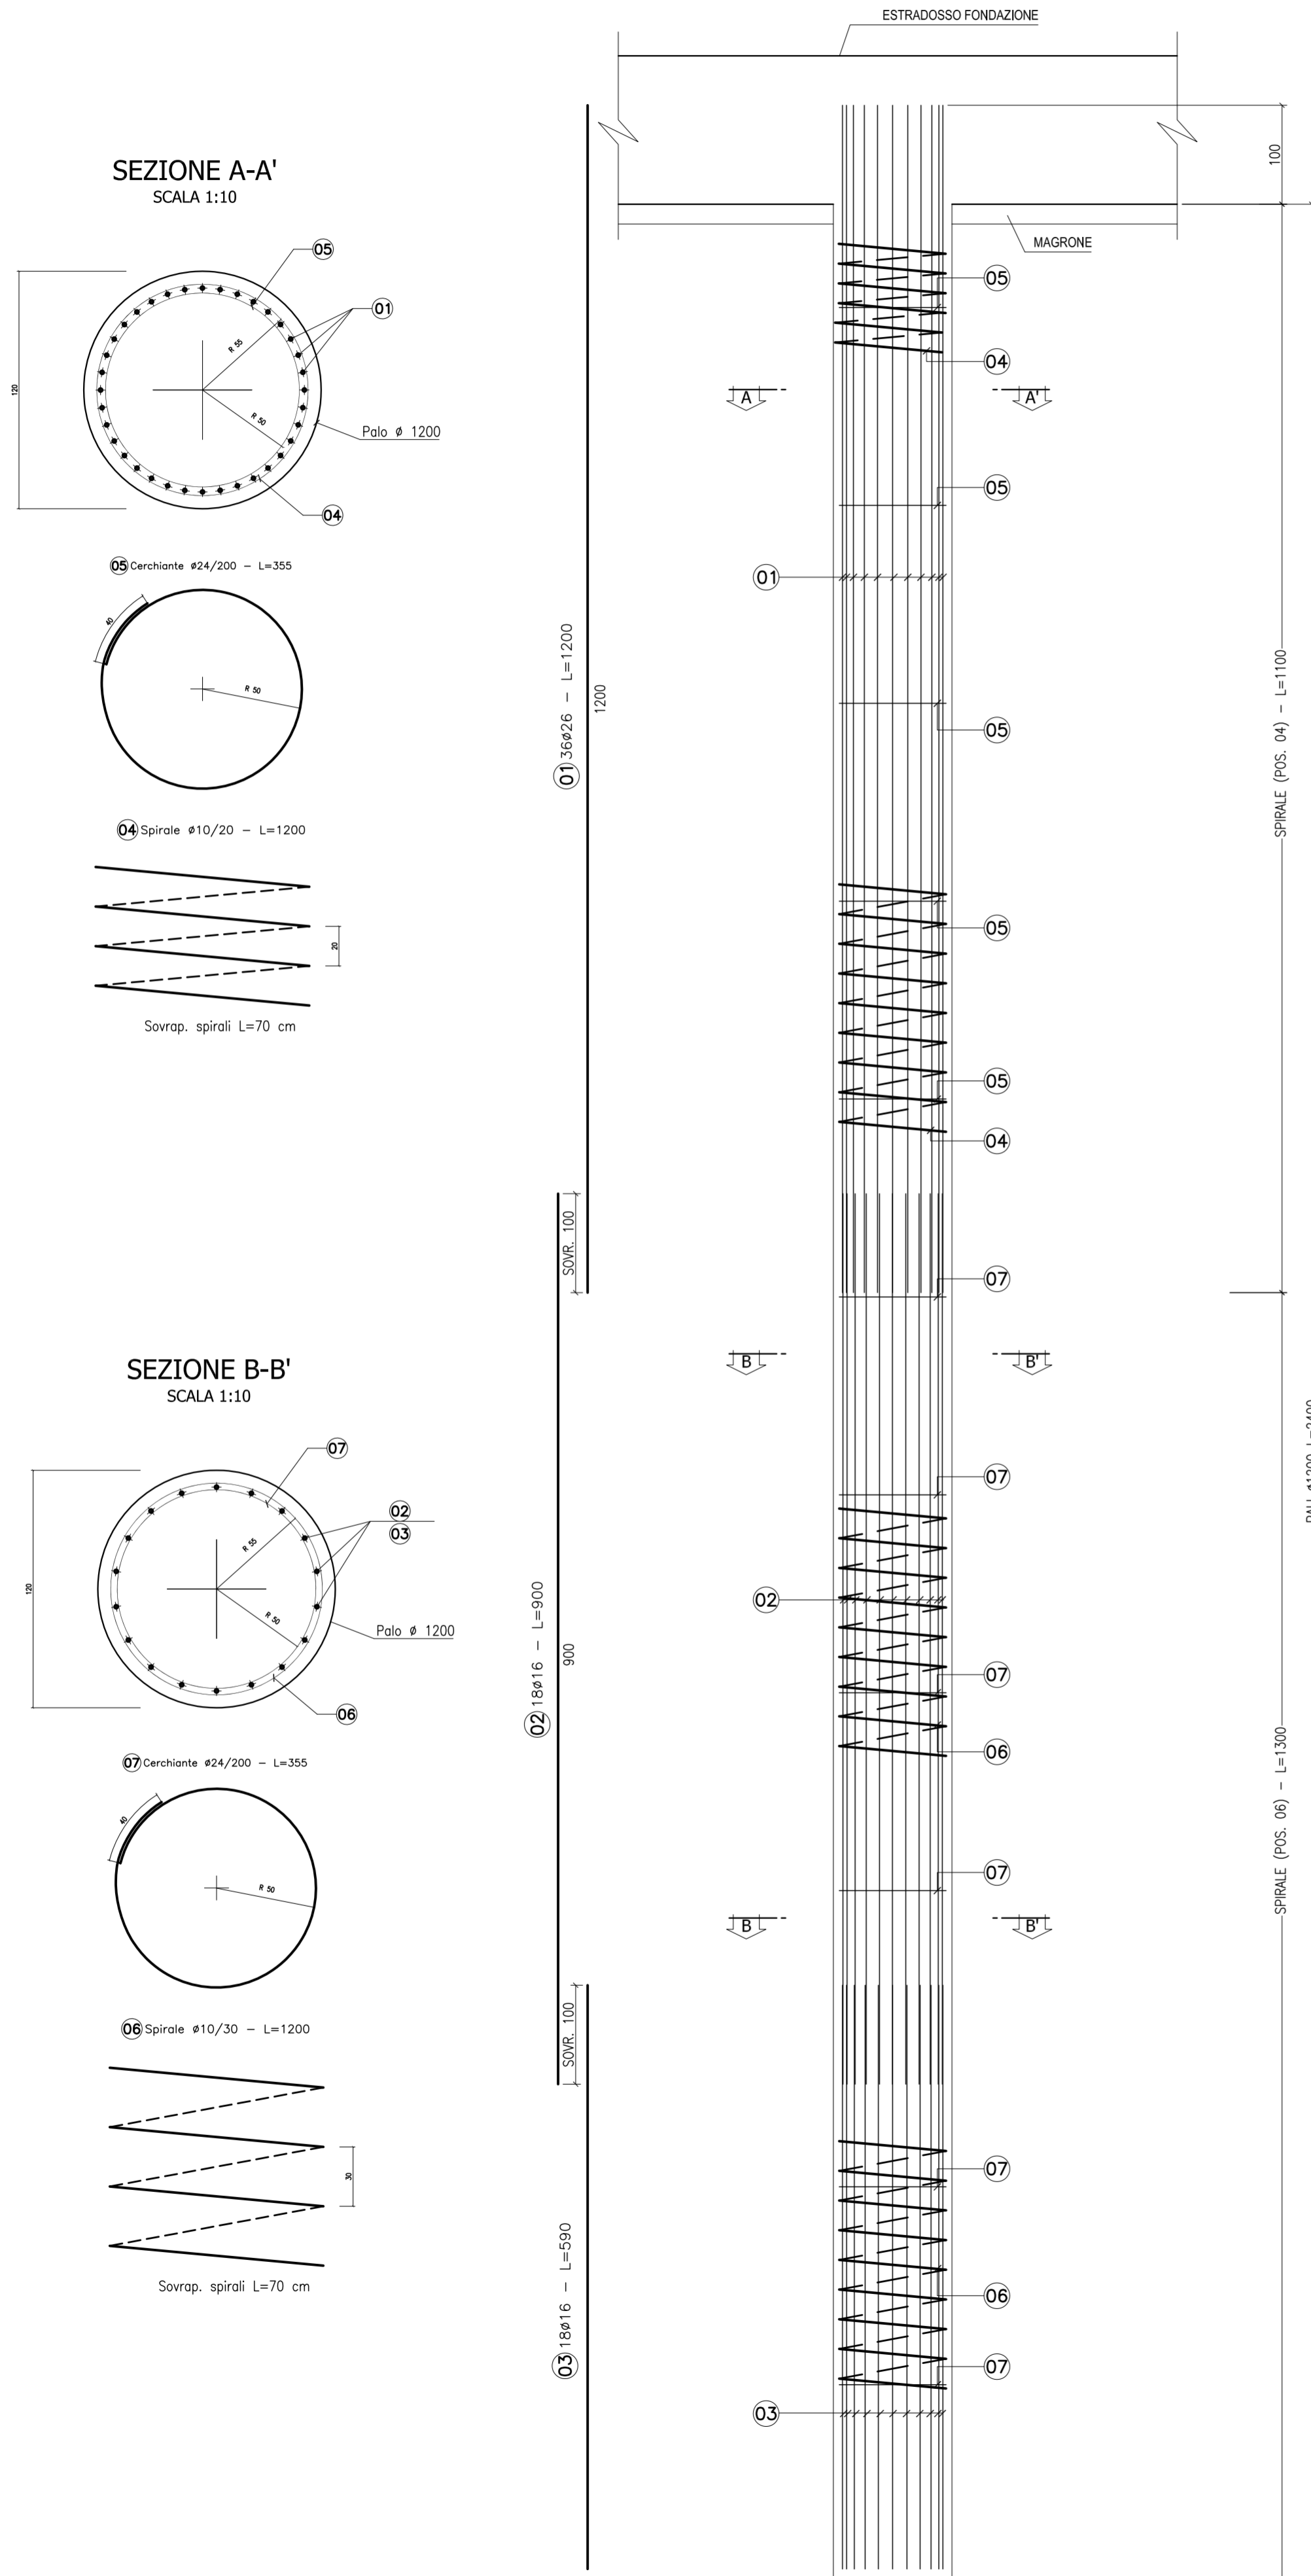 ESTRADOSSO FONDAZIONE
100
MAGRONE
SEZIONE A-A'
SCALA 1:10
05
01
R 55
R 50
120
Palo ø 1200
04
05 Cerchiante ø24/200 - L=355
40
R 50
04 Spirale ø10/20 - L=1200
20
Sovrap. spirali L=70 cm
01 36ø26 - L=1200
1200
SOVR. 100
05
04
A
A'
05
01
05
05
05
04
07
B
B'
07
02
07
06
07
B
B'
07
06
07
03
SPIRALE (POS. 04) - L=1100
SPIRALE (POS. 06) - L=1300
SEZIONE B-B'
SCALA 1:10
07
02
03
R 55
R 50
120
Palo ø 1200
06
07 Cerchiante ø24/200 - L=355
40
R 50
06 Spirale ø10/30 - L=1200
30
Sovrap. spirali L=70 cm
02 18ø16 - L=900
900
SOVR. 100
03 18ø16 - L=590